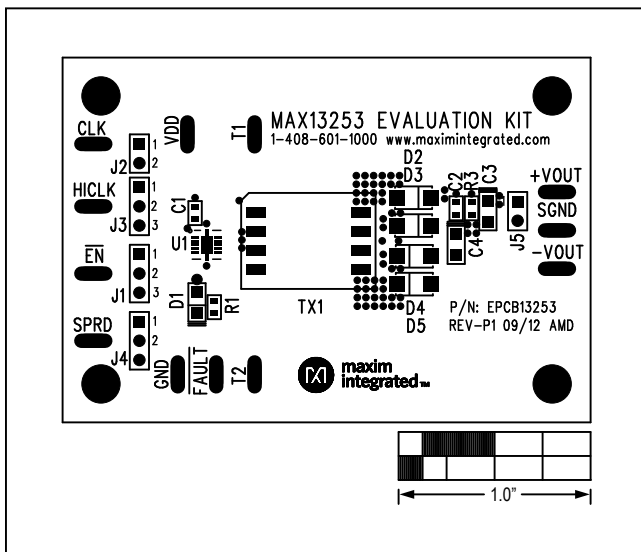 MAX13253 EVALUATION KIT
1-408-601-1000 www.maximintegrated.com
CLK
VDD
T1
1
2
J2
HICLK
1
2
3
J3
C1
U1
EN
1
2
3
J1
D1
R1
SPRD
1
2
J4
GND
FAULT
T2
TX1
D2
D3
C2
R3
C3
C4
J5
+VOUT
SGND
-VOUT
D4
D5
P/N: EPCB13253
REV-P1 09/12 AMD
maxim
integrated™
1.0"